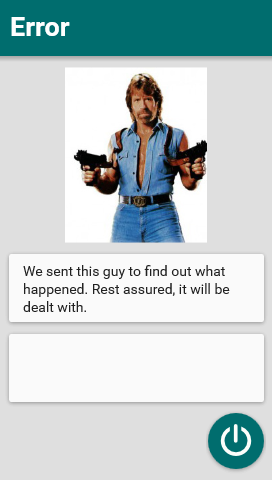 Error
We sent this guy to find out what
happened. Rest assured, it will be
dealt with.